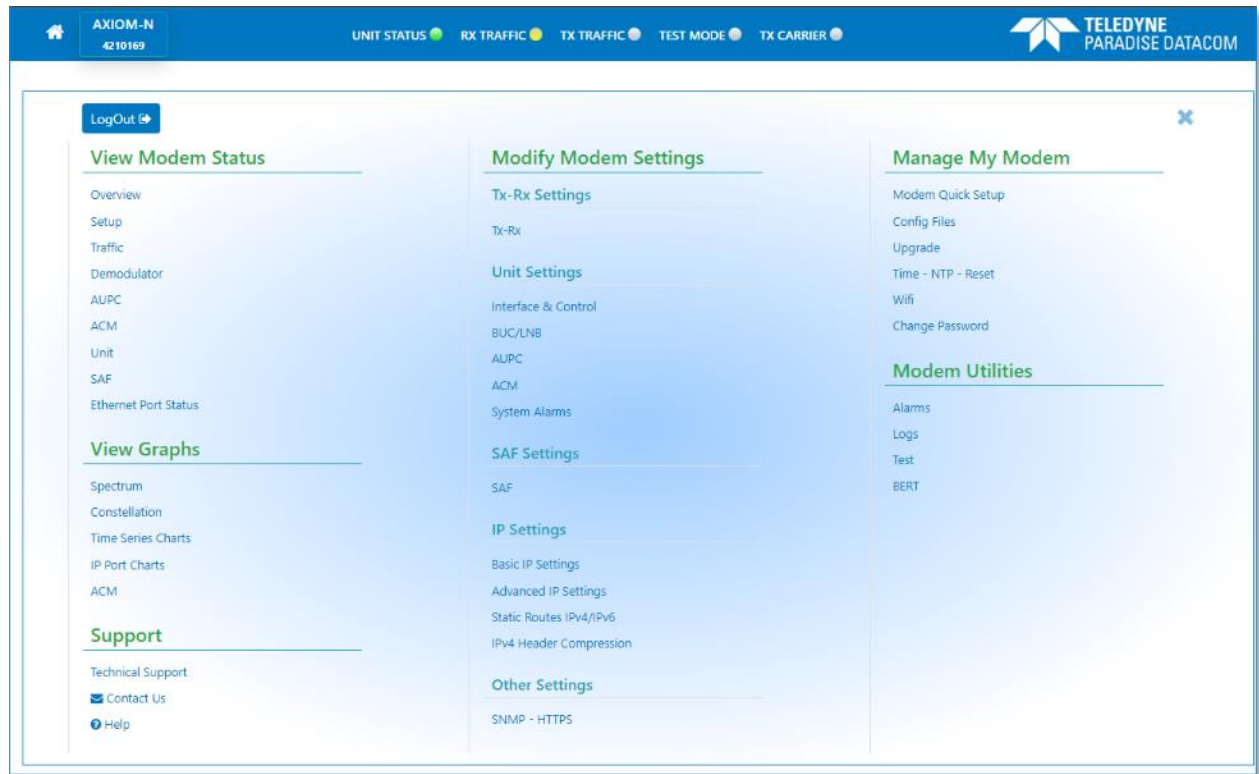 AXIOM-N
4210169
UNIT STATUS RX TRAFFIC TX TRAFFIC TEST MODE TX CARRIER
TELEDYNE
PARADISE DATACOM
LogOut
View Modem Status
Overview
Setup
Traffic
Demodulator
AUPC
ACM
Unit
SAF
Ethernet Port Status
View Graphs
Spectrum
Constellation
Time Series Charts
IP Port Charts
ACM
Support
Technical Support
Contact Us
Help
Modify Modem Settings
Tx-Rx Settings
Tx-Rx
Unit Settings
Interface & Control
BUC/LNB
AUPC
ACM
System Alarms
SAF Settings
SAF
IP Settings
Basic IP Settings
Advanced IP Settings
Static Routes IPv4/IPv6
IPv4 Header Compression
Other Settings
SNMP - HTTPS
Manage My Modem
Modem Quick Setup
Config Files
Upgrade
Time - NTP - Reset
Wifi
Change Password
Modem Utilities
Alarms
Logs
Test
BERT